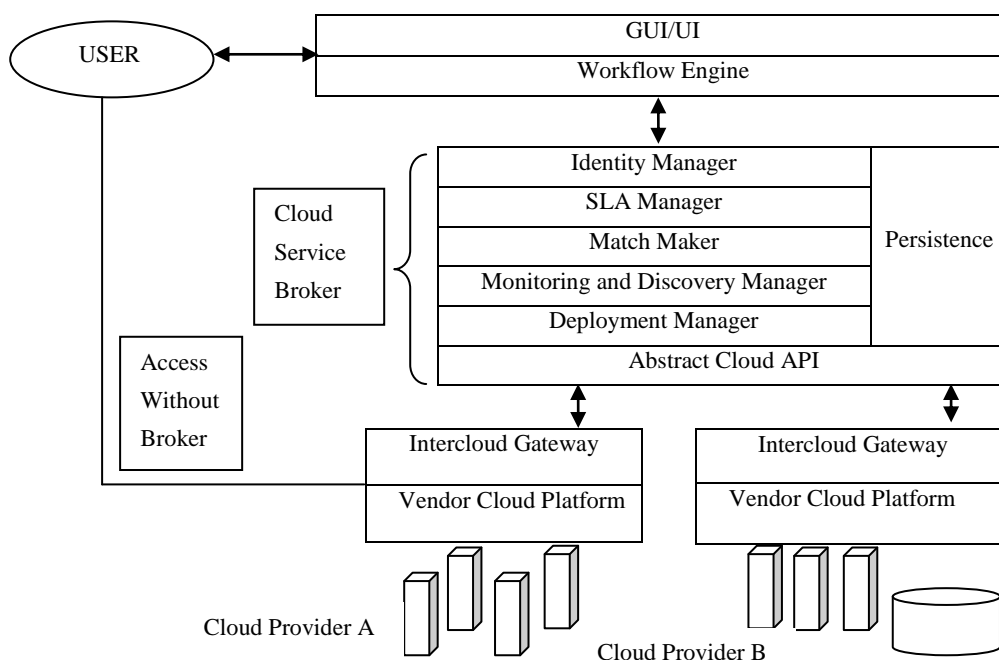 USER
GUI/UI
Workflow Engine
Identity Manager
SLA Manager
Match Maker
Monitoring and Discovery Manager
Deployment Manager
Persistence
Abstract Cloud API
Cloud
Service
Broker
Access
Without
Broker
Intercloud Gateway
Vendor Cloud Platform
Intercloud Gateway
Vendor Cloud Platform
Cloud Provider A
Cloud Provider B